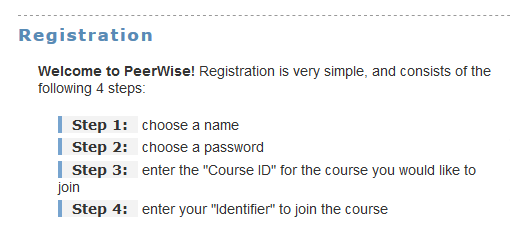 Registration
Welcome to PeerWise! Registration is very simple, and consists of the
following 4 steps:
Step 1: choose a name
Step 2: choose a password
Step 3: enter the "Course ID" for the course you would like to
join
Step 4: enter your "Identifier" to join the course